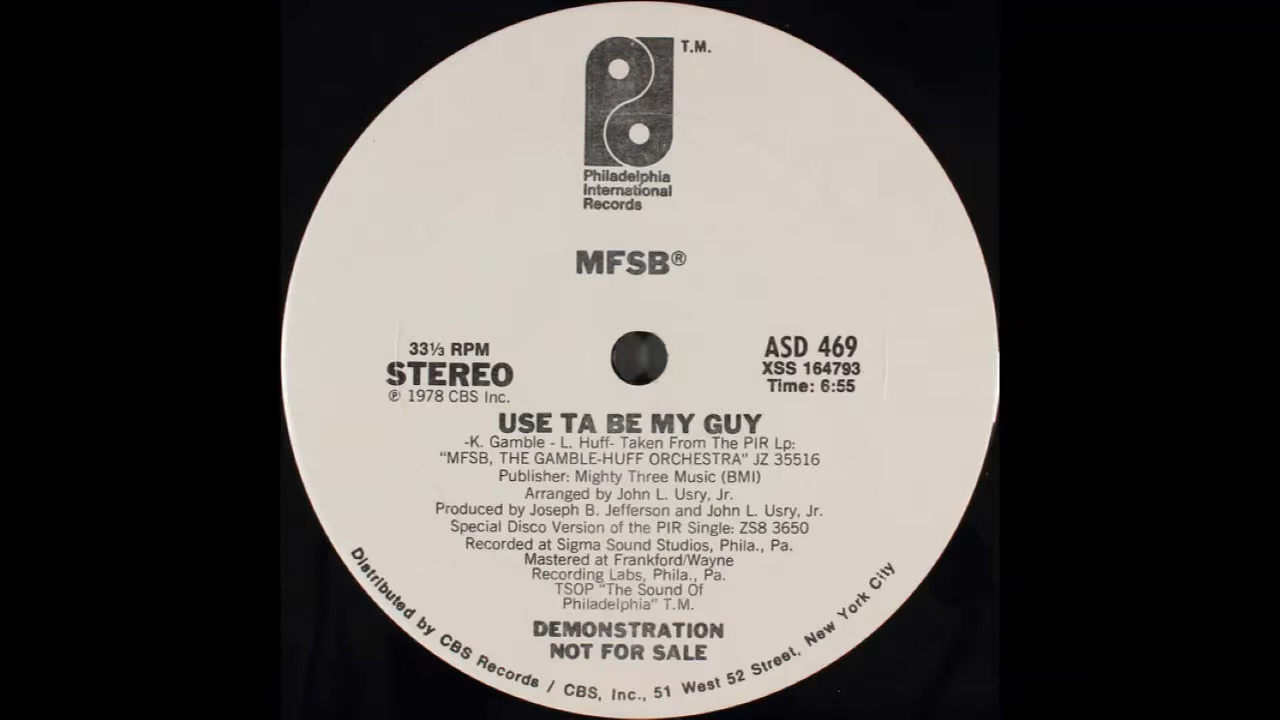 T.M.
Philadelphia
International
Records
MFSB®
33⅓ RPM
STEREO
℗ 1978 CBS Inc.
ASD 469
XSS 164793
Time: 6:55
USE TA BE MY GUY
-K. Gamble - L. Huff- Taken From The PIR Lp:
"MFSB, THE GAMBLE-HUFF ORCHESTRA" JZ 35516
Publisher: Mighty Three Music (BMI)
Arranged by John L. Usry, Jr.
Produced by Joseph B. Jefferson and John L. Usry, Jr.
Special Disco Version of the PIR Single: ZS8 3650
Recorded at Sigma Sound Studios, Phila., Pa.
Mastered at Frankford/Wayne
Recording Labs, Phila., Pa.
TSOP "The Sound Of
Philadelphia" T.M.
DEMONSTRATION
NOT FOR SALE
Distributed by CBS Records / CBS, Inc., 51 West 52 Street, New York City